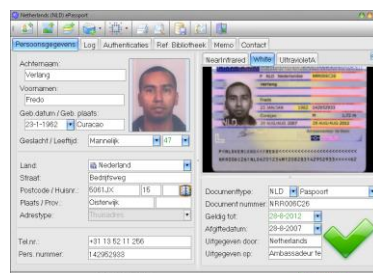 Netherlands (NLD) ePaspoort
Persoonsgegevens Log Authenticaties Ref. Bibliotheek Memo Contact
Achternaam:
Verlang
Voornamen:
Fredo
Geb.datum / Geb. plaats
23-1-1962 Curacao
Geslacht / Leeftijd: Mannelijk 47
Land: Nederland
Straat: Bedrijfsweg
Postcode / Huisnr.: 5061JX 15
Plaats / Prov.: Oisterwijk
Adrestype: Thuisadres
Tel.nr.: +31 13 52 11 256
Pers. nummer: 142952933
NearInfrared White UltravioletA
Documenttype: NLD Paspoort
Document nummer: NRR006C26
Geldig tot: 28-8-2012
Afgiftedatum: 28-8-2007
Uitgegeven door: Netherlands
Uitgegeven op: Ambassadeur te